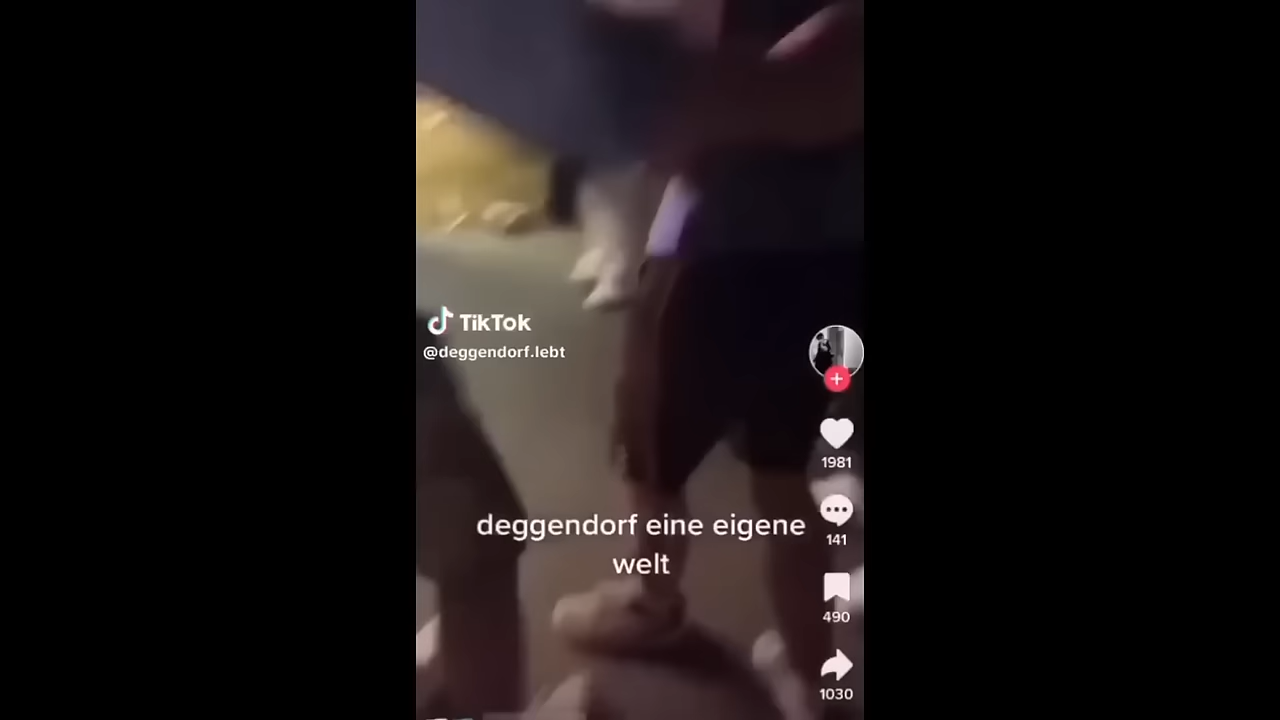 TikTok
@deggendorf.lebt
1981
141
deggendorf eine eigene
welt
490
1030